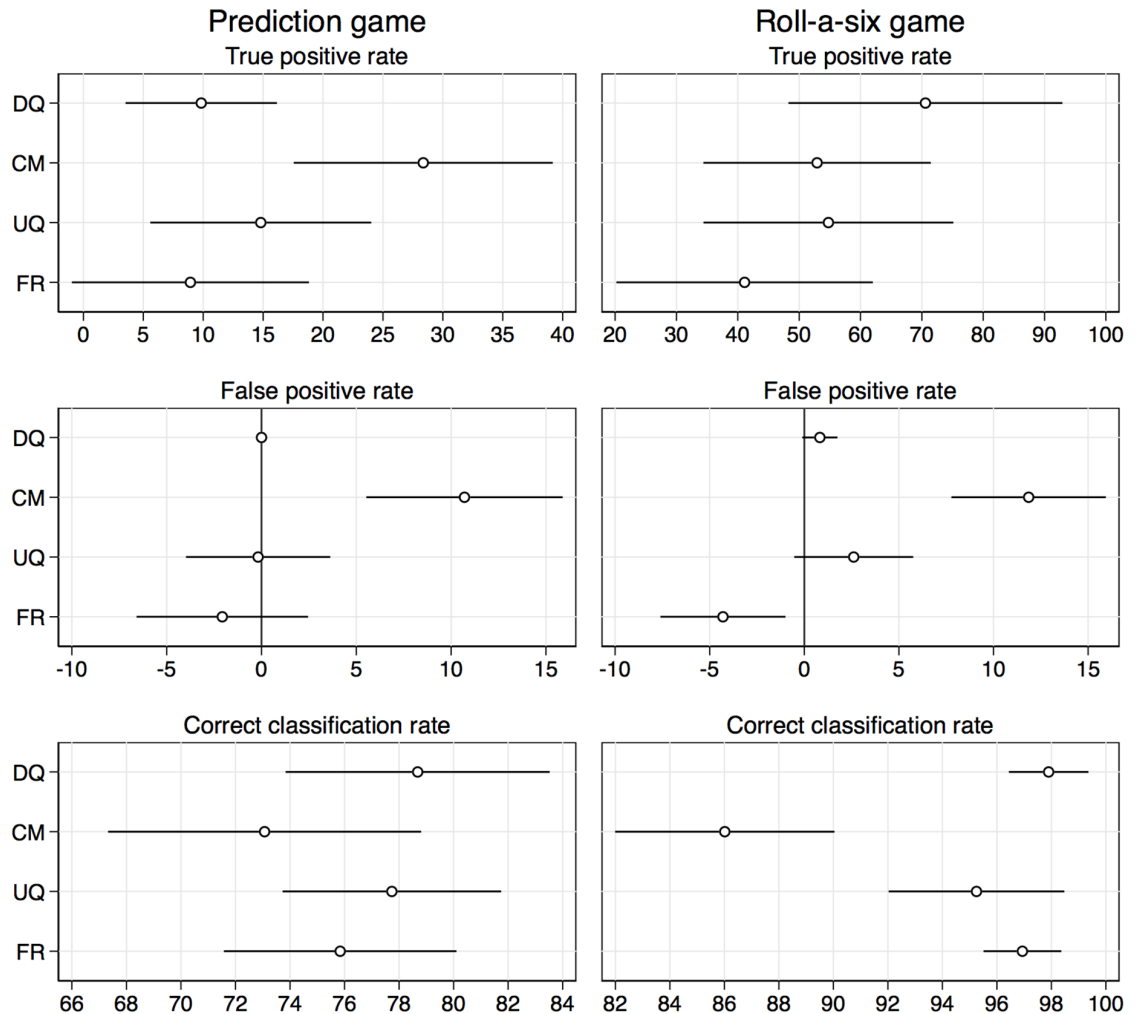 Prediction game Roll-a-six game
True positive rate True positive rate
DQ
CM
UQ
FR
0 5 10 15 20 25 30 35 40 20 30 40 50 60 70 80 90 100
False positive rate False positive rate
DQ
CM
UQ
FR
-10 -5 0 5 10 15 -10 -5 0 5 10 15
Correct classification rate Correct classification rate
DQ
CM
UQ
FR
66 68 70 72 74 76 78 80 82 84 82 84 86 88 90 92 94 96 98 100